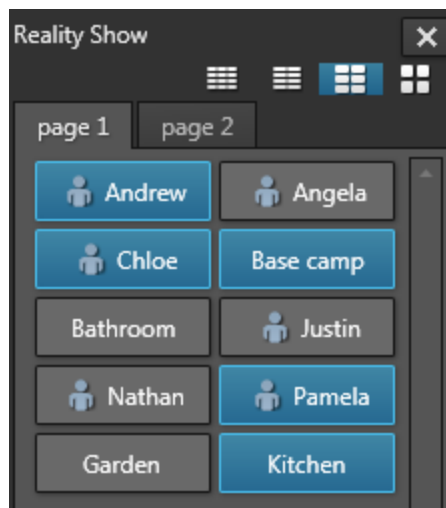 Reality Show
page 1 page 2
Andrew Angela
Chloe Base camp
Bathroom Justin
Nathan Pamela
Garden Kitchen